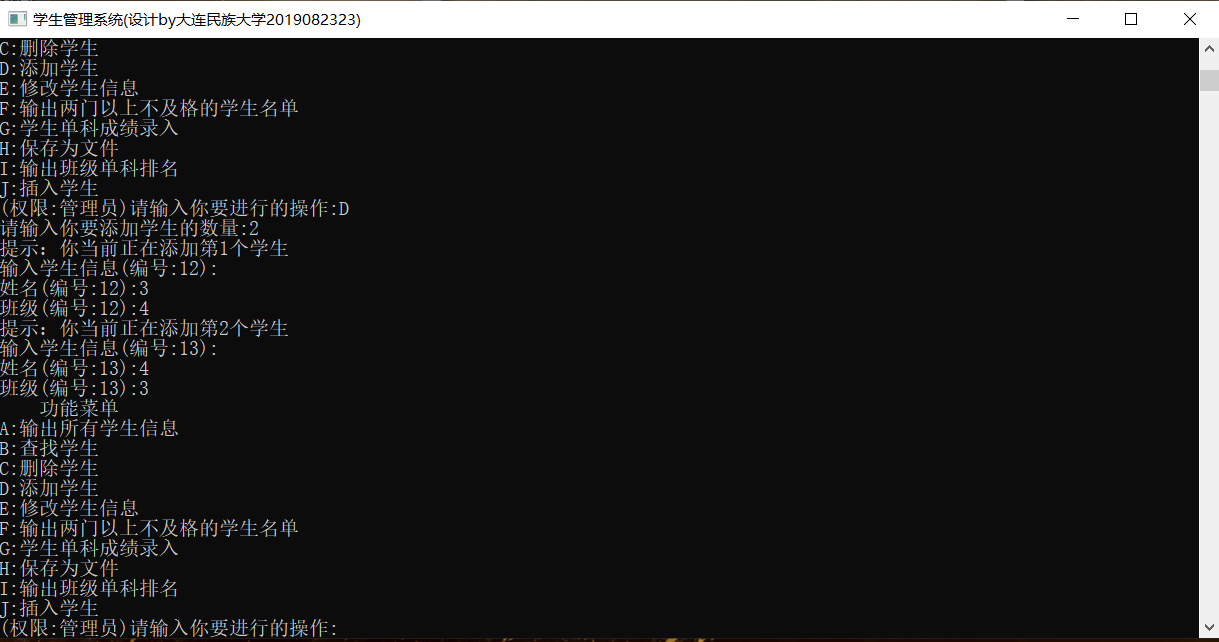 学生管理系统(设计by大连民族大学2019082323)
C:删除学生
D:添加学生
E:修改学生信息
F:输出两门以上不及格的学生名单
G:学生单科成绩录入
H:保存为文件
I:输出班级单科排名
J:插入学生
(权限:管理员)请输入你要进行的操作:D
请输入你要添加学生的数量:2
提示：你当前正在添加第1个学生
输入学生信息(编号:12):
姓名(编号:12):3
班级(编号:12):4
提示：你当前正在添加第2个学生
输入学生信息(编号:13):
姓名(编号:13):4
班级(编号:13):3
    功能菜单
A:输出所有学生信息
B:查找学生
C:删除学生
D:添加学生
E:修改学生信息
F:输出两门以上不及格的学生名单
G:学生单科成绩录入
H:保存为文件
I:输出班级单科排名
J:插入学生
(权限:管理员)请输入你要进行的操作: